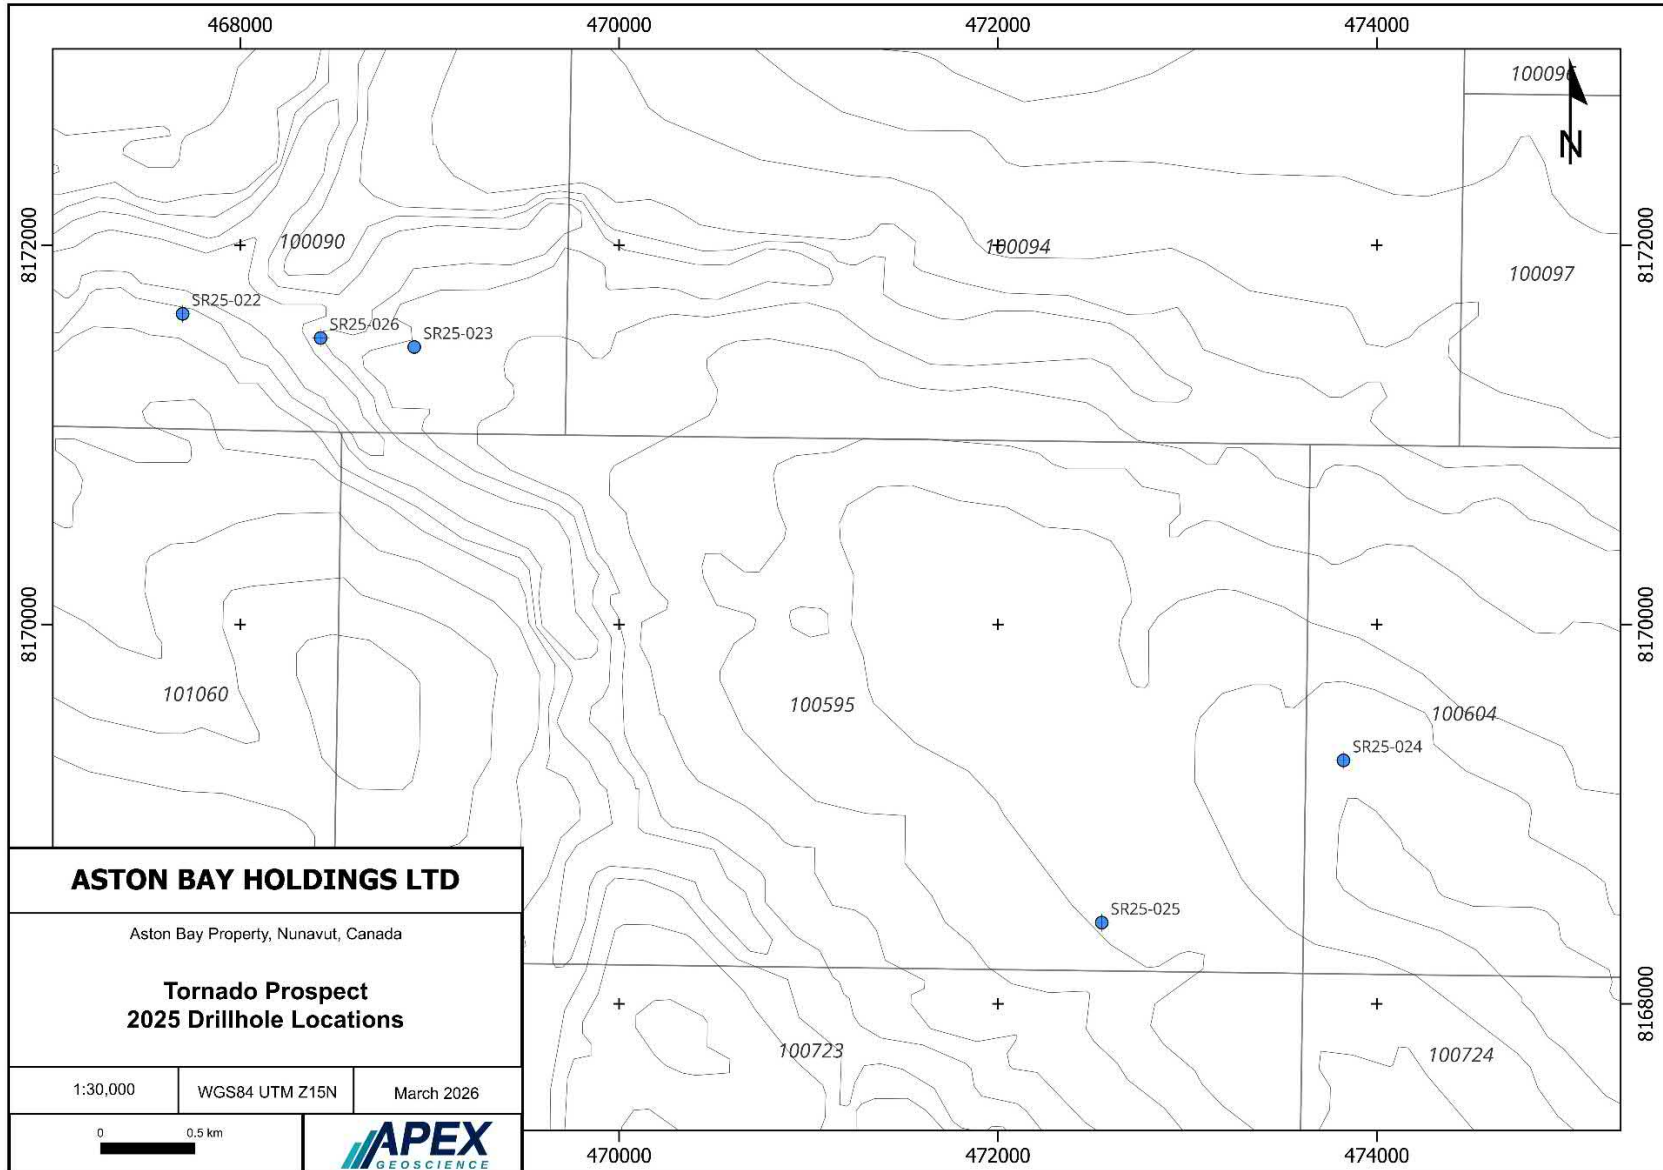 468000
470000
472000
474000
100096
N
8172000
100090
100094
100097
8172000
SR25-022
SR25-026
SR25-023
8170000
8170000
101060
100595
100604
SR25-024
SR25-025
8168000
100723
100724
ASTON BAY HOLDINGS LTD
Aston Bay Property, Nunavut, Canada
Tornado Prospect
2025 Drillhole Locations
1:30,000
WGS84 UTM Z15N
March 2026
0
0.5 km
APEX
GEOSCIENCE
470000
472000
474000